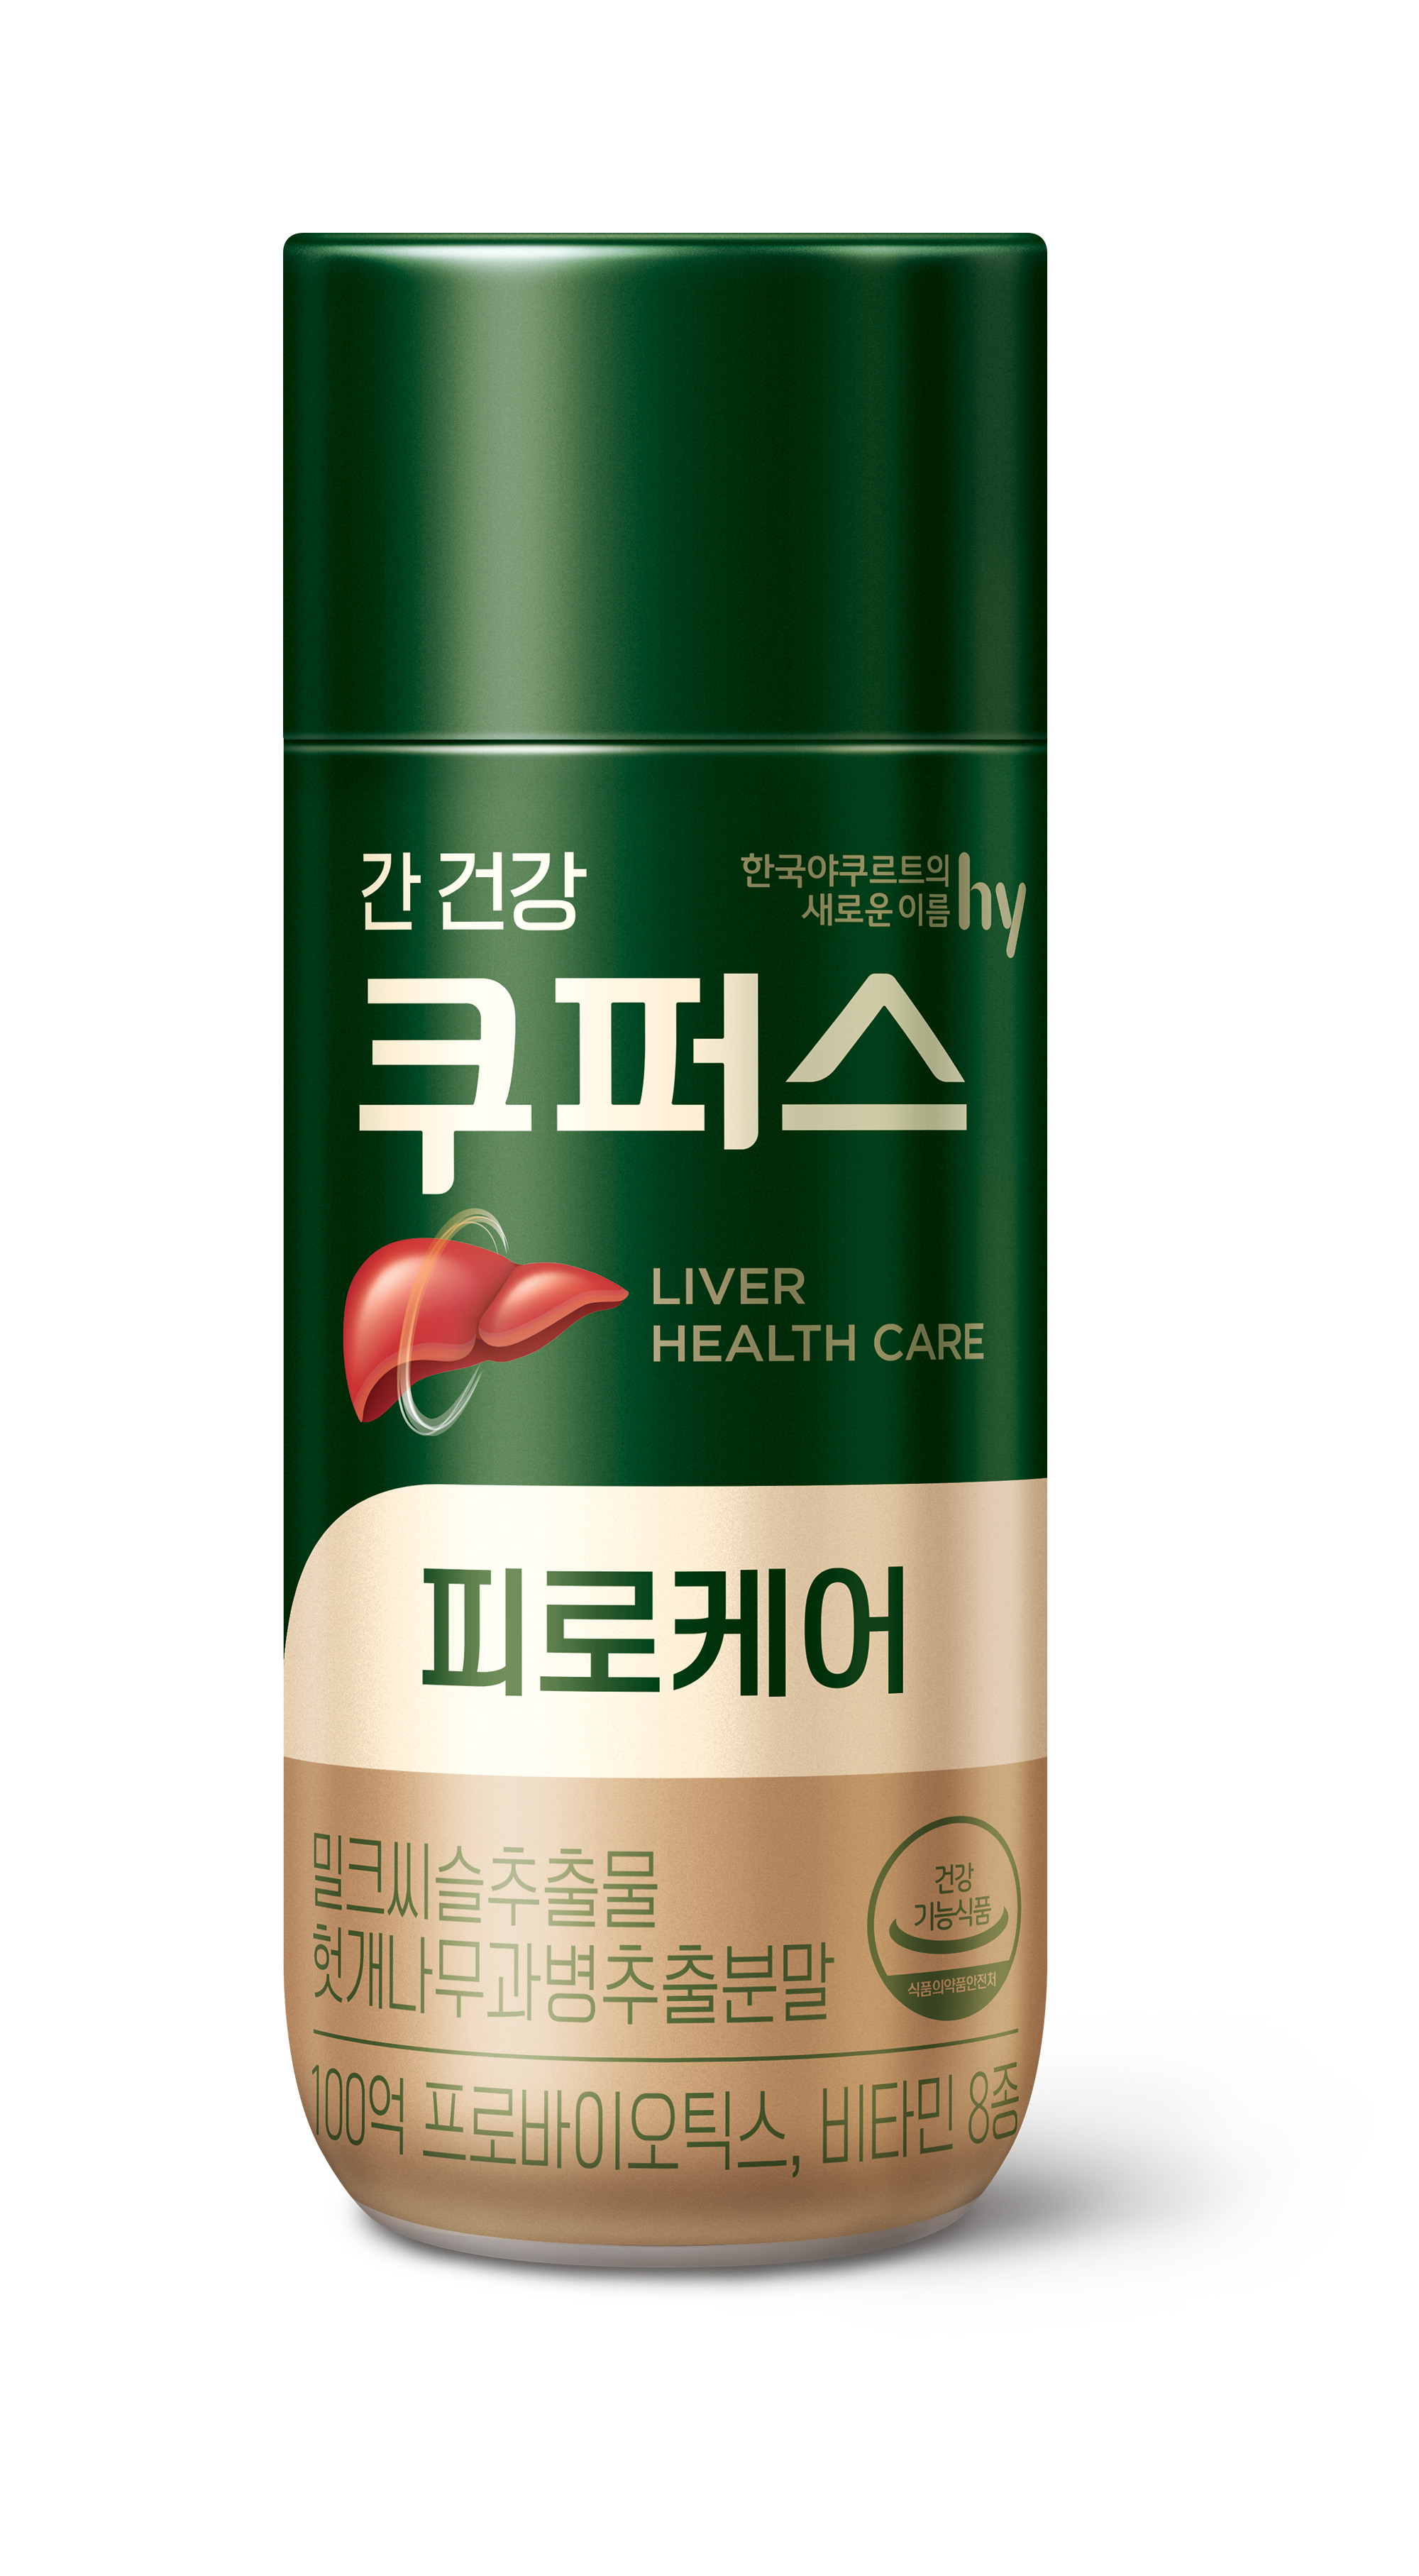 간 건강
한국야쿠르트의
새로운 이름
hy
쿠퍼스
LIVER
HEALTH CARE
피로케어
밀크씨슬추출물
헛개나무과병추출분말
건강
기능식품
식품의약품안전처
100억 프로바이오틱스, 비타민 8종